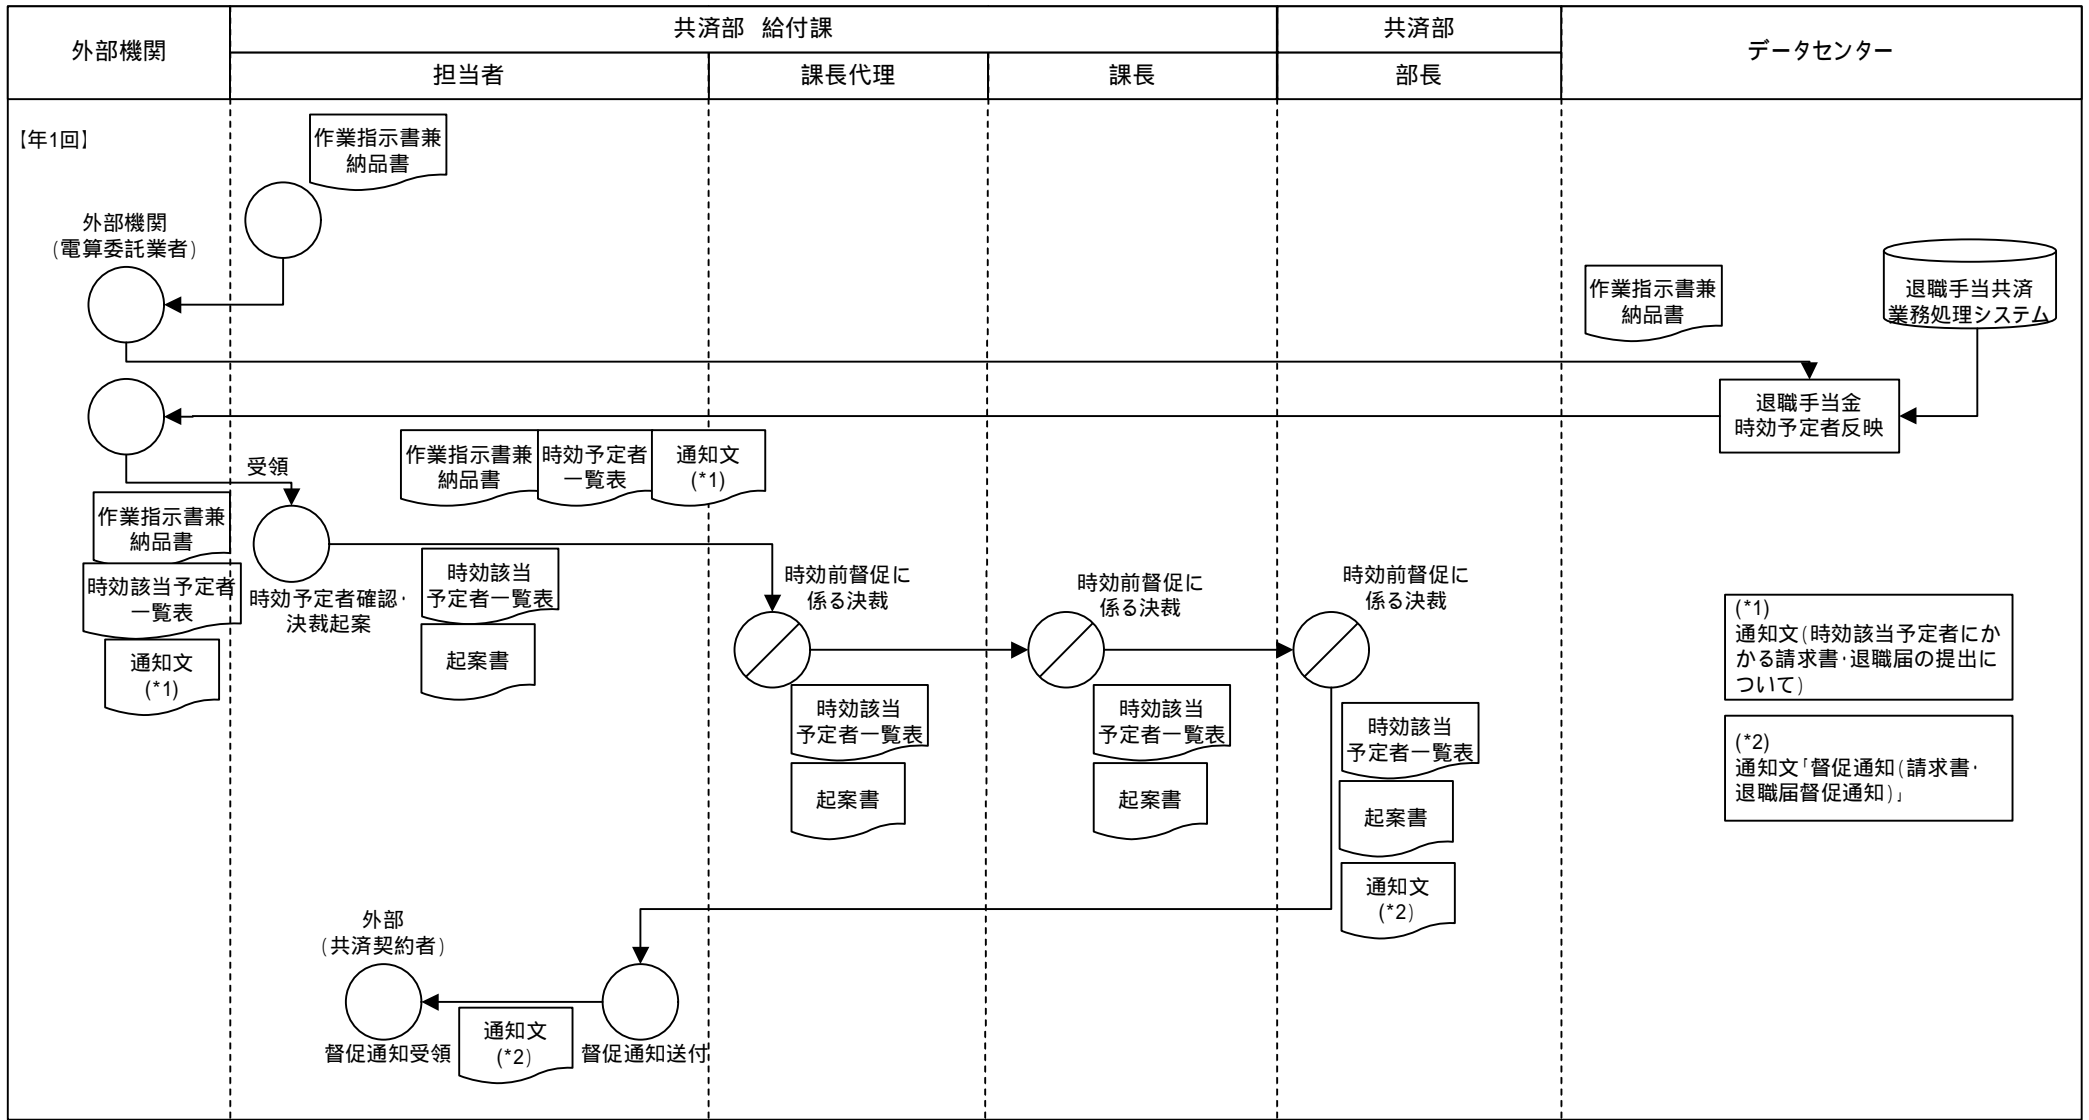 外部機関
共済部 給付課
共済部
データセンター
担当者
課長代理
課長
部長
【年1回】
作業指示書兼
納品書
外部機関
(電算委託業者)
作業指示書兼
納品書
退職手当共済
業務処理システム
退職手当金
時効予定者反映
受領
作業指示書兼
納品書
時効予定者
一覧表
通知文
(*1)
作業指示書兼
納品書
時効該当予定者
一覧表
通知文
(*1)
時効予定者確認・
決裁起案
時効該当
予定者一覧表
起案書
時効前督促に
係る決裁
時効該当
予定者一覧表
起案書
時効前督促に
係る決裁
時効該当
予定者一覧表
起案書
時効前督促に
係る決裁
時効該当
予定者一覧表
起案書
通知文
(*2)
(*1)
通知文(時効該当予定者にか
かる請求書・退職届の提出に
ついて)
(*2)
通知文「督促通知(請求書・
退職届督促通知)」
外部
(共済契約者)
督促通知受領
通知文
(*2)
督促通知送付